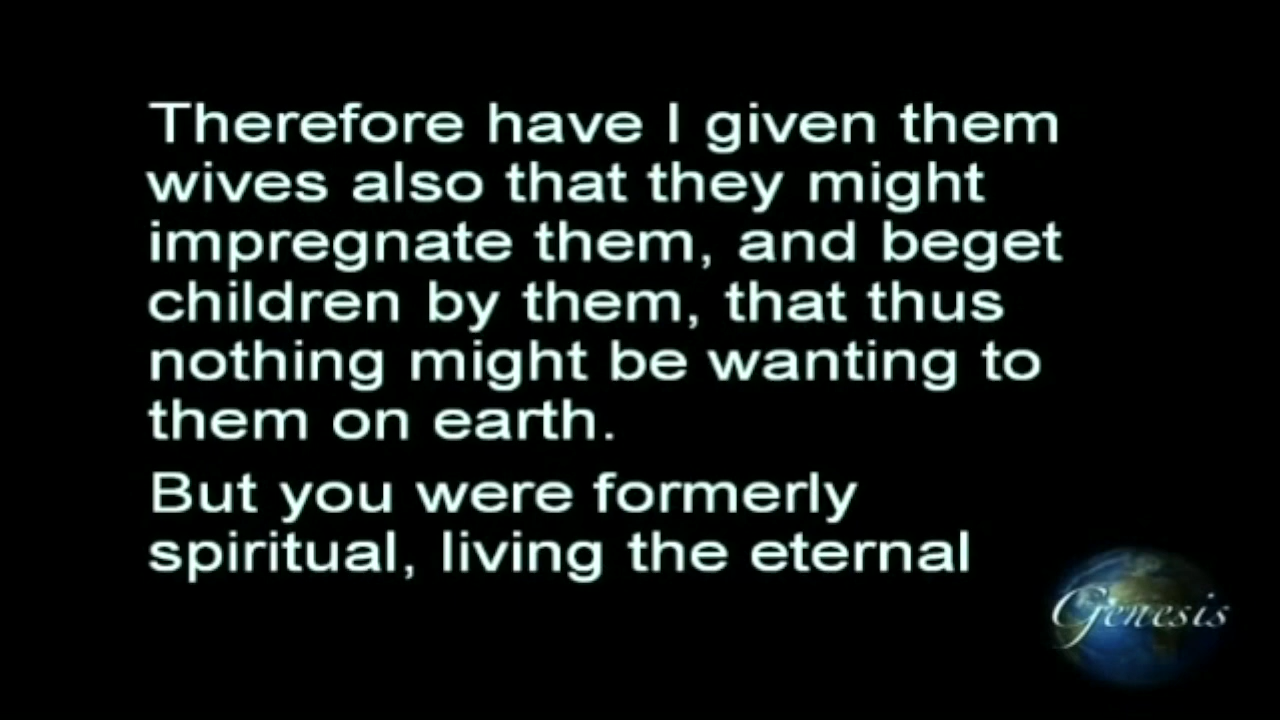 Therefore have I given them
wives also that they might
impregnate them, and beget
children by them, that thus
nothing might be wanting to
them on earth.
But you were formerly
spiritual, living the eternal
Genesis